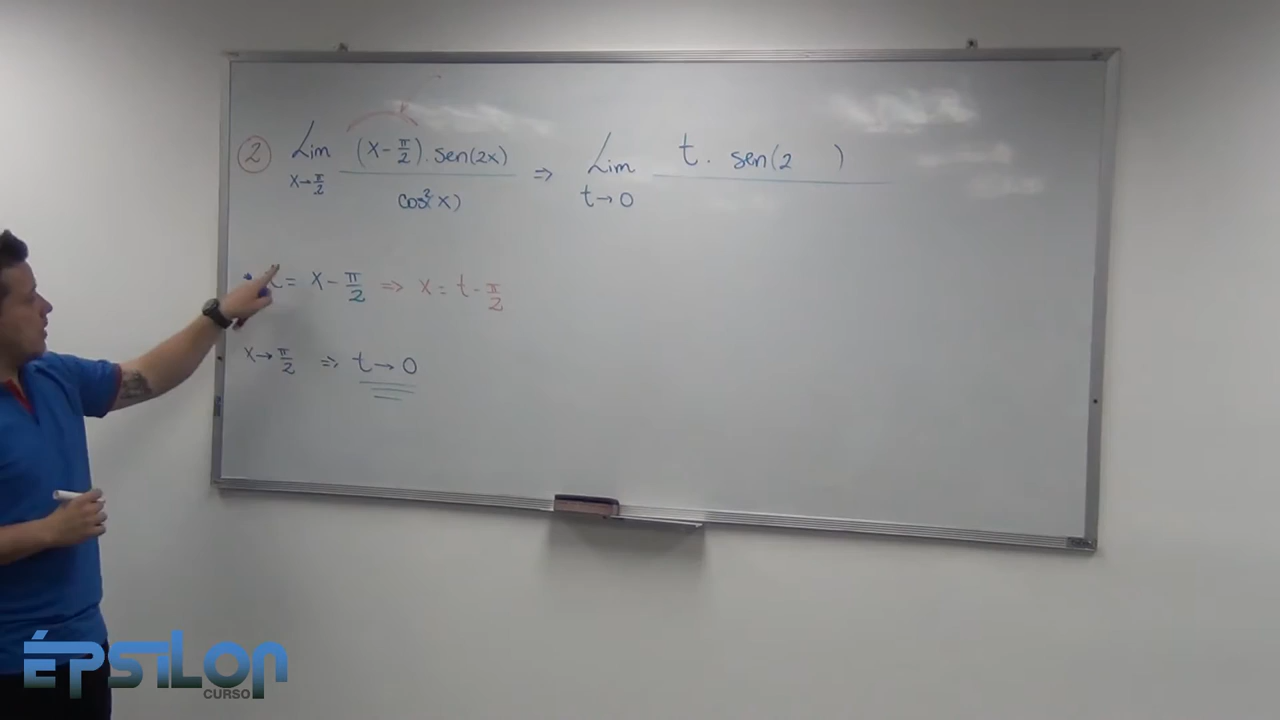 2 Lim (x - π/2) . sen(2x) / cos²(x) ⇒ Lim t . sen(2 )
x→π/2 t→0
• t = x - π/2 ⇒ x = t - π/2
x→π/2 ⇒ t→0
ÉPSILON
CURSO